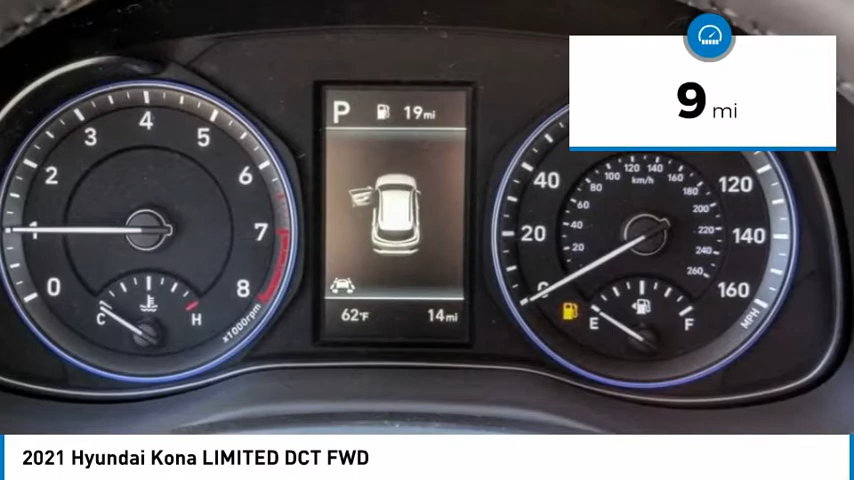 9 mi
P 19mi
0 1 2 3 4 5 6 7 8
x1000rpm
C H
62°F 14mi
0 20 40 120 140 160
MPH
20 40 60 80 100 120 140 160 180 200 220 240 260
km/h
E F
2021 Hyundai Kona LIMITED DCT FWD